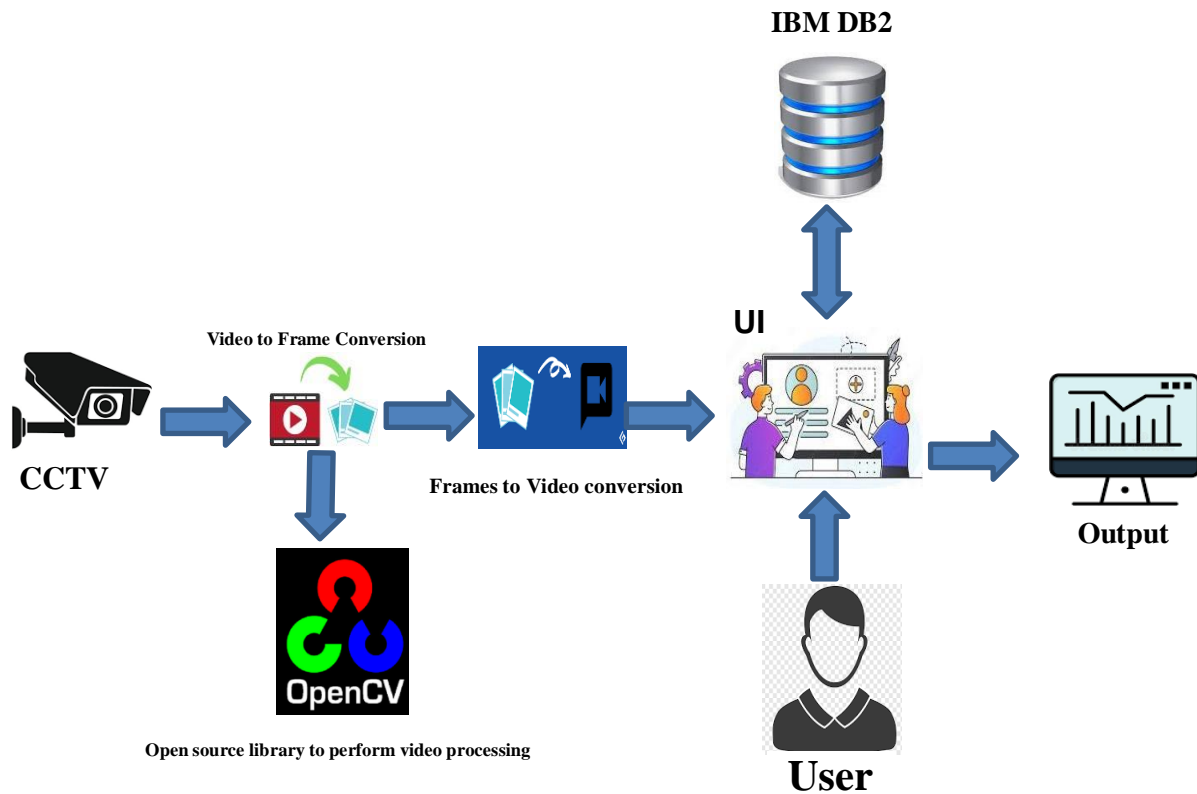 IBM DB2
UI
Video to Frame Conversion
CCTV
Frames to Video conversion
Output
OpenCV
Open source library to perform video processing
User